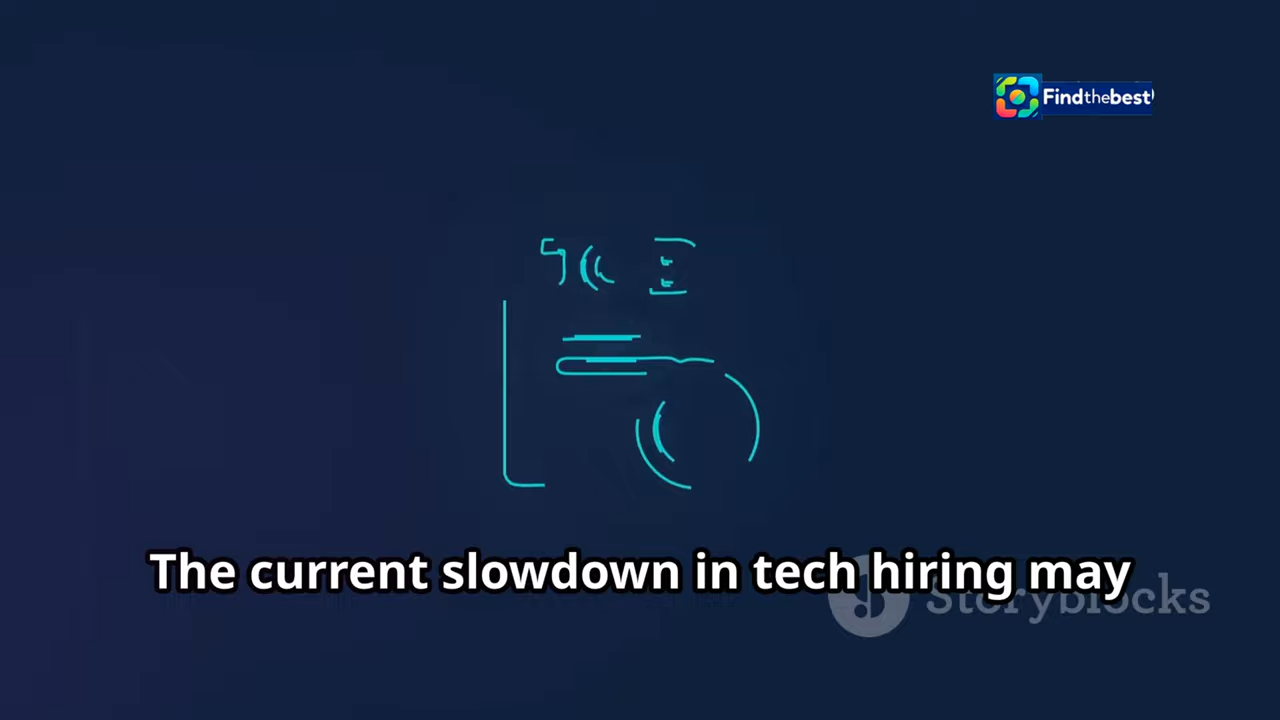 Findthebest
The current slowdown in tech hiring may
Storyblocks